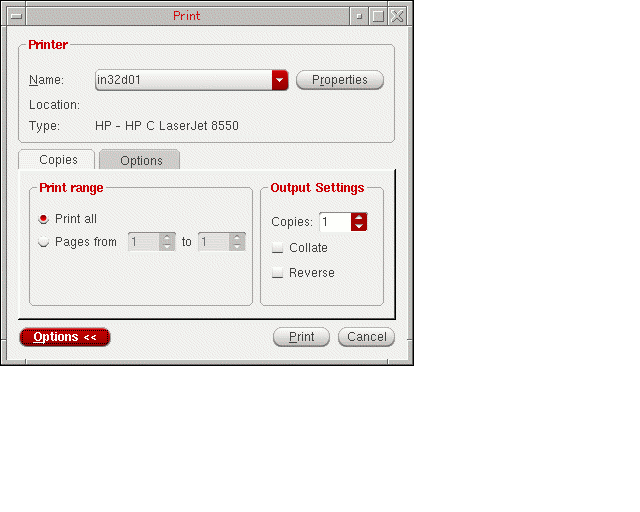 Print
Printer
Name: in32d01 Properties
Location:
Type: HP - HP C LaserJet 8550
Copies Options
Print range
Print all
Pages from 1 to 1
Output Settings
Copies: 1
Collate
Reverse
Options << Print Cancel